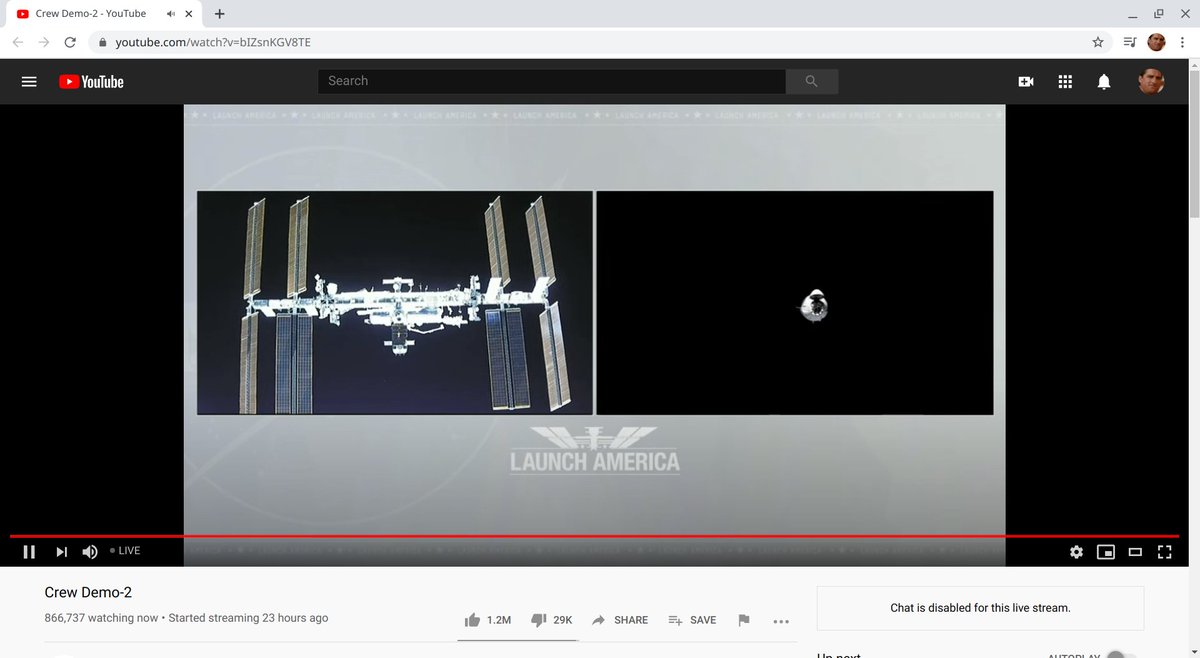 Crew Demo-2 - YouTube
youtube.com/watch?v=bIZsnKGV8TE
YouTube
Search
LAUNCH AMERICA LAUNCH AMERICA LAUNCH AMERICA LAUNCH AMERICA LAUNCH AMERICA LAUNCH AMERICA LAUNCH AMERICA LAUNCH AMERICA
LAUNCH AMERICA
LIVE
Crew Demo-2
866,737 watching now • Started streaming 23 hours ago
1.2M 29K SHARE SAVE
Chat is disabled for this live stream.
Up next AUTOPLAY